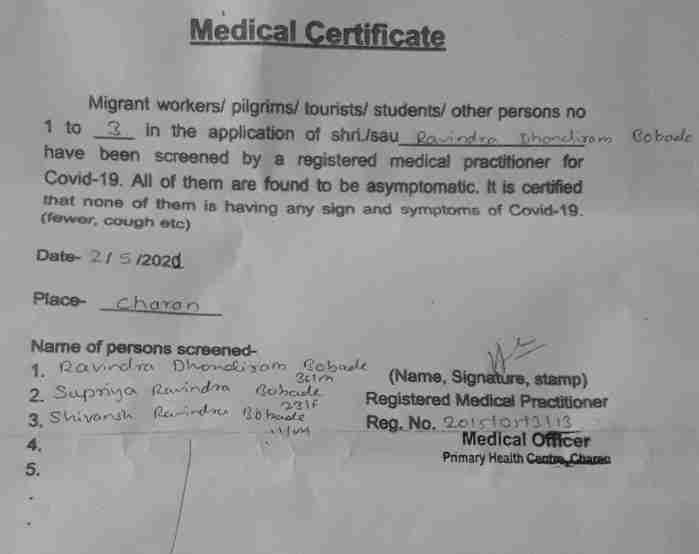 Medical Certificate
Migrant workers/ pilgrims/ tourists/ students/ other persons no
1 to 3 in the application of shri./sau Ravindra Dhondiram Bobade
have been screened by a registered medical practitioner for
Covid-19. All of them are found to be asymptomatic. It is certified
that none of them is having any sign and symptoms of Covid-19.
(fewer, cough etc)
Date- 2/5/2020
Place- Charan
Name of persons screened-
1. Ravindra Dhondiram Bobade
2. Supriya Ravindra Bobade
23/F
3. Shivansh Ravindra Bobade
4.
5.
(Name, Signature, stamp)
Registered Medical Practitioner
Reg. No.
Medical Officer
Primary Health Centre, Charan